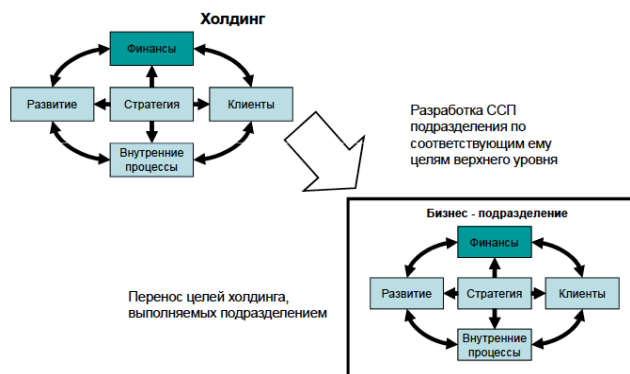 Холдинг
Финансы
Развитие
Стратегия
Клиенты
Внутренние
процессы
Разработка ССП
подразделения по
соответствующим ему
целям верхнего уровня
Бизнес - подразделение
Финансы
Развитие
Стратегия
Клиенты
Внутренние
процессы
Перенос целей холдинга,
выполняемых подразделением